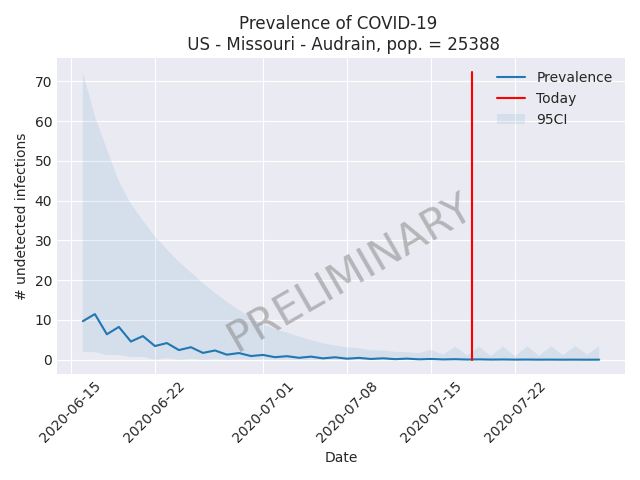 Prevalence of COVID-19
US - Missouri - Audrain, pop. = 25388
# undetected infections
70
60
50
40
30
20
10
0
Prevalence
Today
95CI
PRELIMINARY
2020-06-15
2020-06-22
2020-07-01
2020-07-08
2020-07-15
2020-07-22
Date